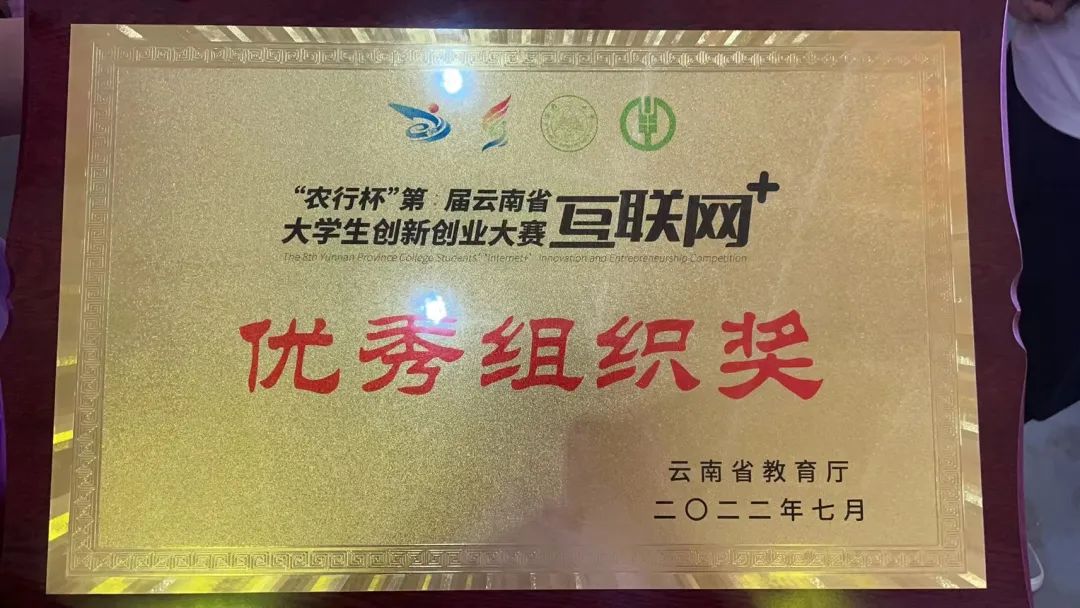 “农行杯”第 届云南省
大学生创新创业大赛
互联网+
The 8th Yunnan Province College Students' "Internet+" Innovation and Entrepreneurship Competition
优秀组织奖
云南省教育厅
二〇二二年七月